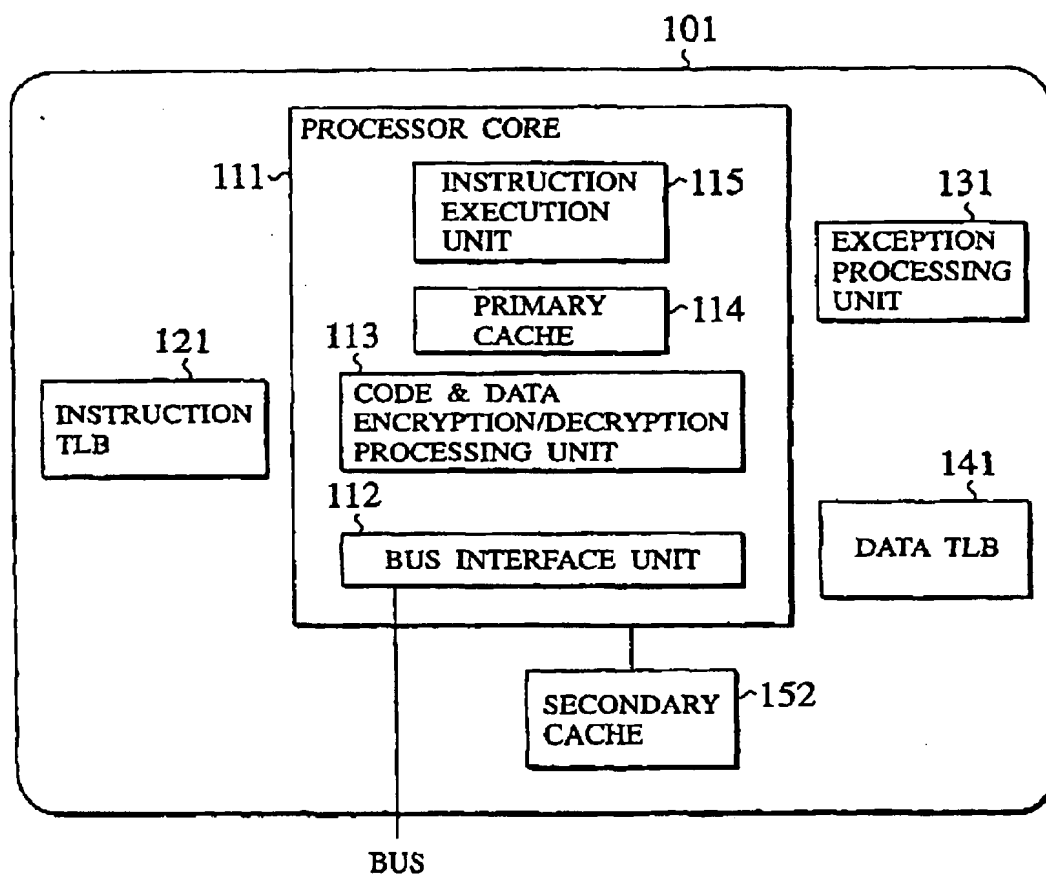 101
PROCESSOR CORE
111
INSTRUCTION
EXECUTION
UNIT
115
131
EXCEPTION
PROCESSING
UNIT
PRIMARY
CACHE
114
121
INSTRUCTION
TLB
113
CODE & DATA
ENCRYPTION/DECRYPTION
PROCESSING UNIT
141
DATA TLB
112
BUS INTERFACE UNIT
SECONDARY
CACHE
152
BUS